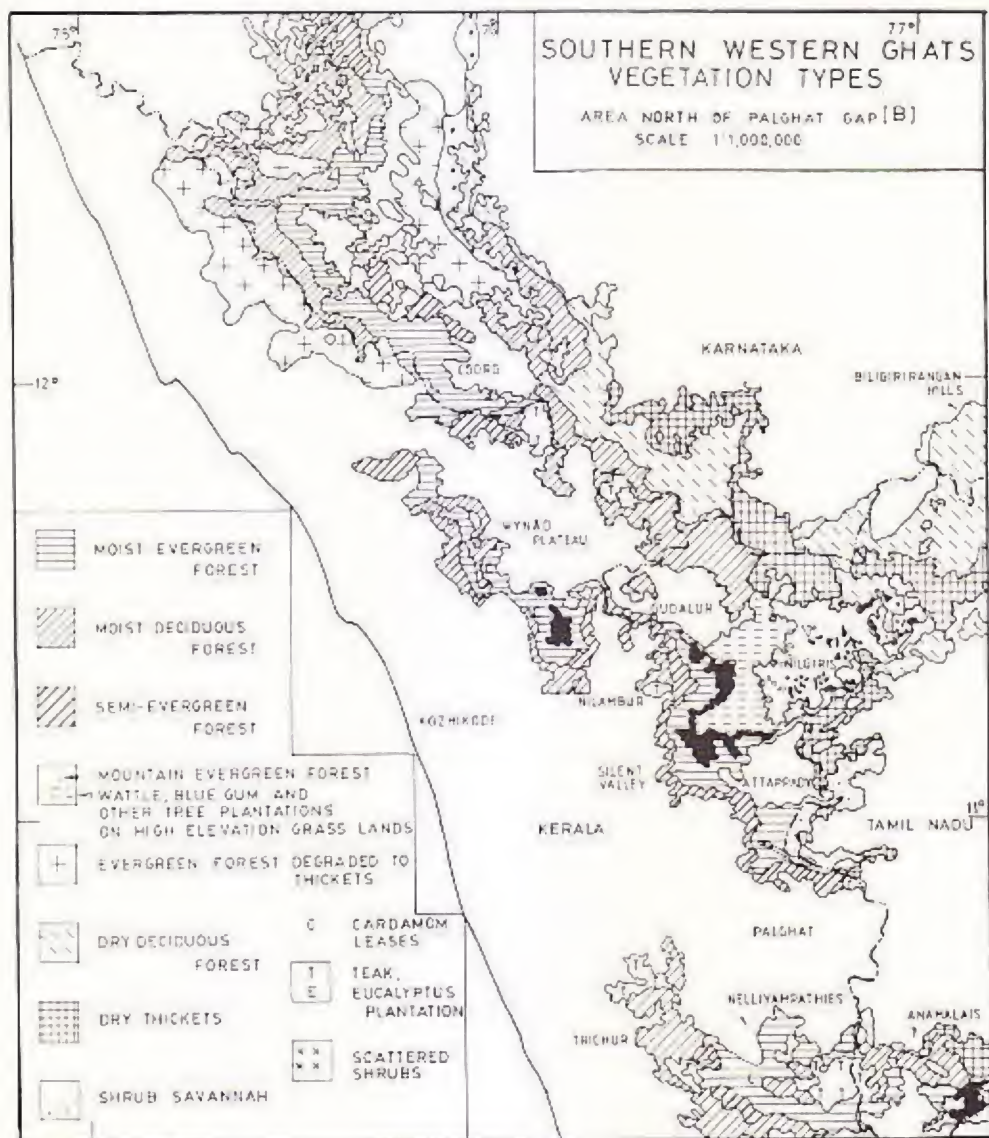 75°
76
77°
SOUTHERN WESTERN GHATS
VEGETATION TYPES
AREA NORTH OF PALGHAT GAP [B]
SCALE 1:1,000,000
KARNATAKA
BILIGIRIRANGAN
HILLS
12°
COORG
WYNAD
PLATEAU
GUDALUR
NILGIRIS
NILAMBUR
KOZHIKODE
SILENT
VALLEY
ATTAPPADY
11°
KERALA
TAMIL NADU
PALGHAT
NELLIYAMPATHIES
ANAMALAIS
TRICHUR
MOIST EVERGREEN
FOREST
MOIST DECIDUOUS
FOREST
SEMI-EVERGREEN
FOREST
MOUNTAIN EVERGREEN FOREST
WATTLE, BLUE GUM AND
OTHER TREE PLANTATIONS
ON HIGH ELEVATION GRASS LANDS
+ EVERGREEN FOREST DEGRADED TO
THICKETS
DRY DECIDUOUS
FOREST
DRY THICKETS
SHRUB SAVANNAH
C CARDAMOM
LEASES
T TEAK,
E EUCALYPTUS
PLANTATION
SCATTERED
SHRUBS